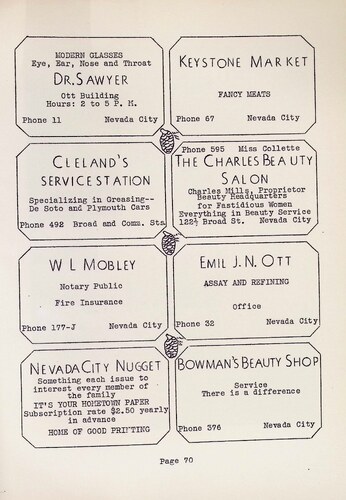 MODERN GLASSES
Eye, Ear, Nose and Throat
DR. SAWYER
Ott Building
Hours: 2 to 5 P. M.
Phone 11 Nevada City
KEYSTONE MARKET
FANCY MEATS
Phone 67 Nevada City
CLELAND'S
SERVICE STATION
Specializing in Greasing--
De Soto and Plymouth Cars
Phone 492 Broad and Comm. Sts.
Phone 595 Miss Collette
THE CHARLES BEAUTY
SALON
Charles Mills, Proprietor
Beauty Headquarters
for Fastidious Women
Everything in Beauty Service
122½ Broad St. Nevada City
W L MOBLEY
Notary Public
Fire Insurance
Phone 177-J Nevada City
EMIL J. N. OTT
ASSAY AND REFINING
Office
Phone 32 Nevada City
NEVADA CITY NUGGET
Something each issue to
interest every member of
the family
IT'S YOUR HOMETOWN PAPER
Subscription rate $2.50 yearly
in advance
HOME OF GOOD PRINTING
BOWMAN'S BEAUTY SHOP
Service
There is a difference
Phone 376 Nevada City
Page 70